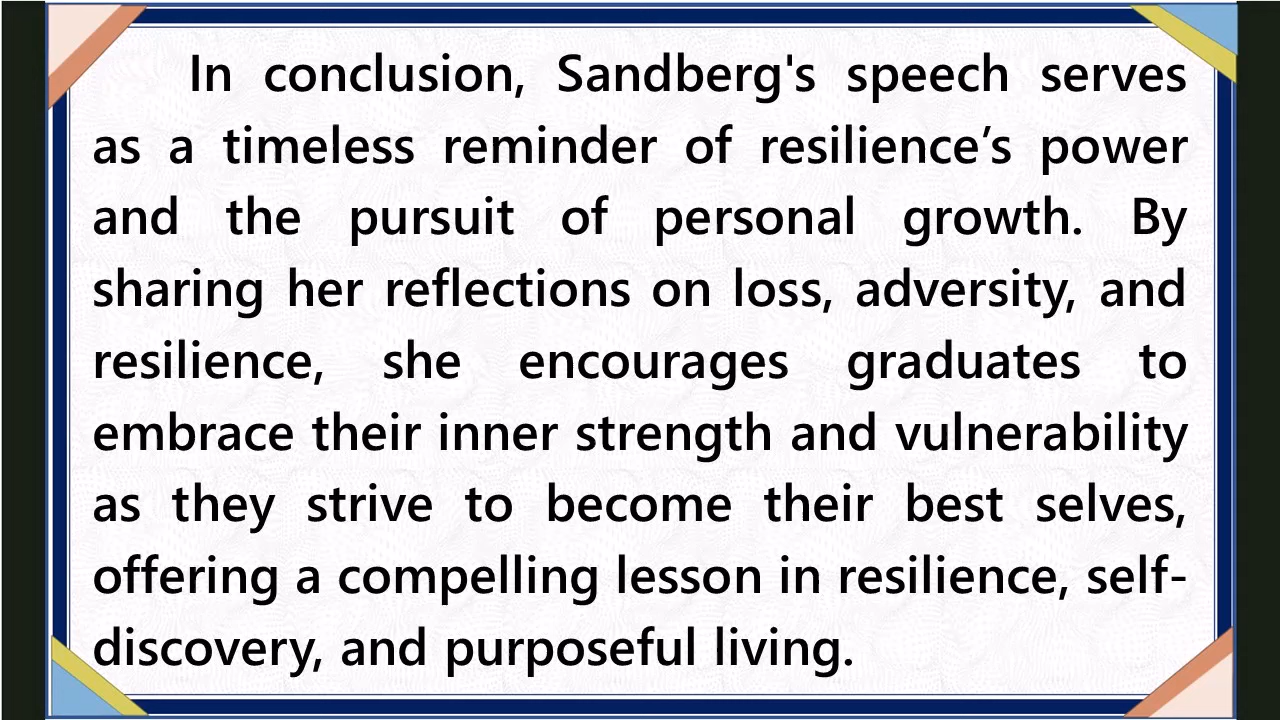 In conclusion, Sandberg's speech serves
as a timeless reminder of resilience’s power
and the pursuit of personal growth. By
sharing her reflections on loss, adversity, and
resilience, she encourages graduates to
embrace their inner strength and vulnerability
as they strive to become their best selves,
offering a compelling lesson in resilience, self-
discovery, and purposeful living.